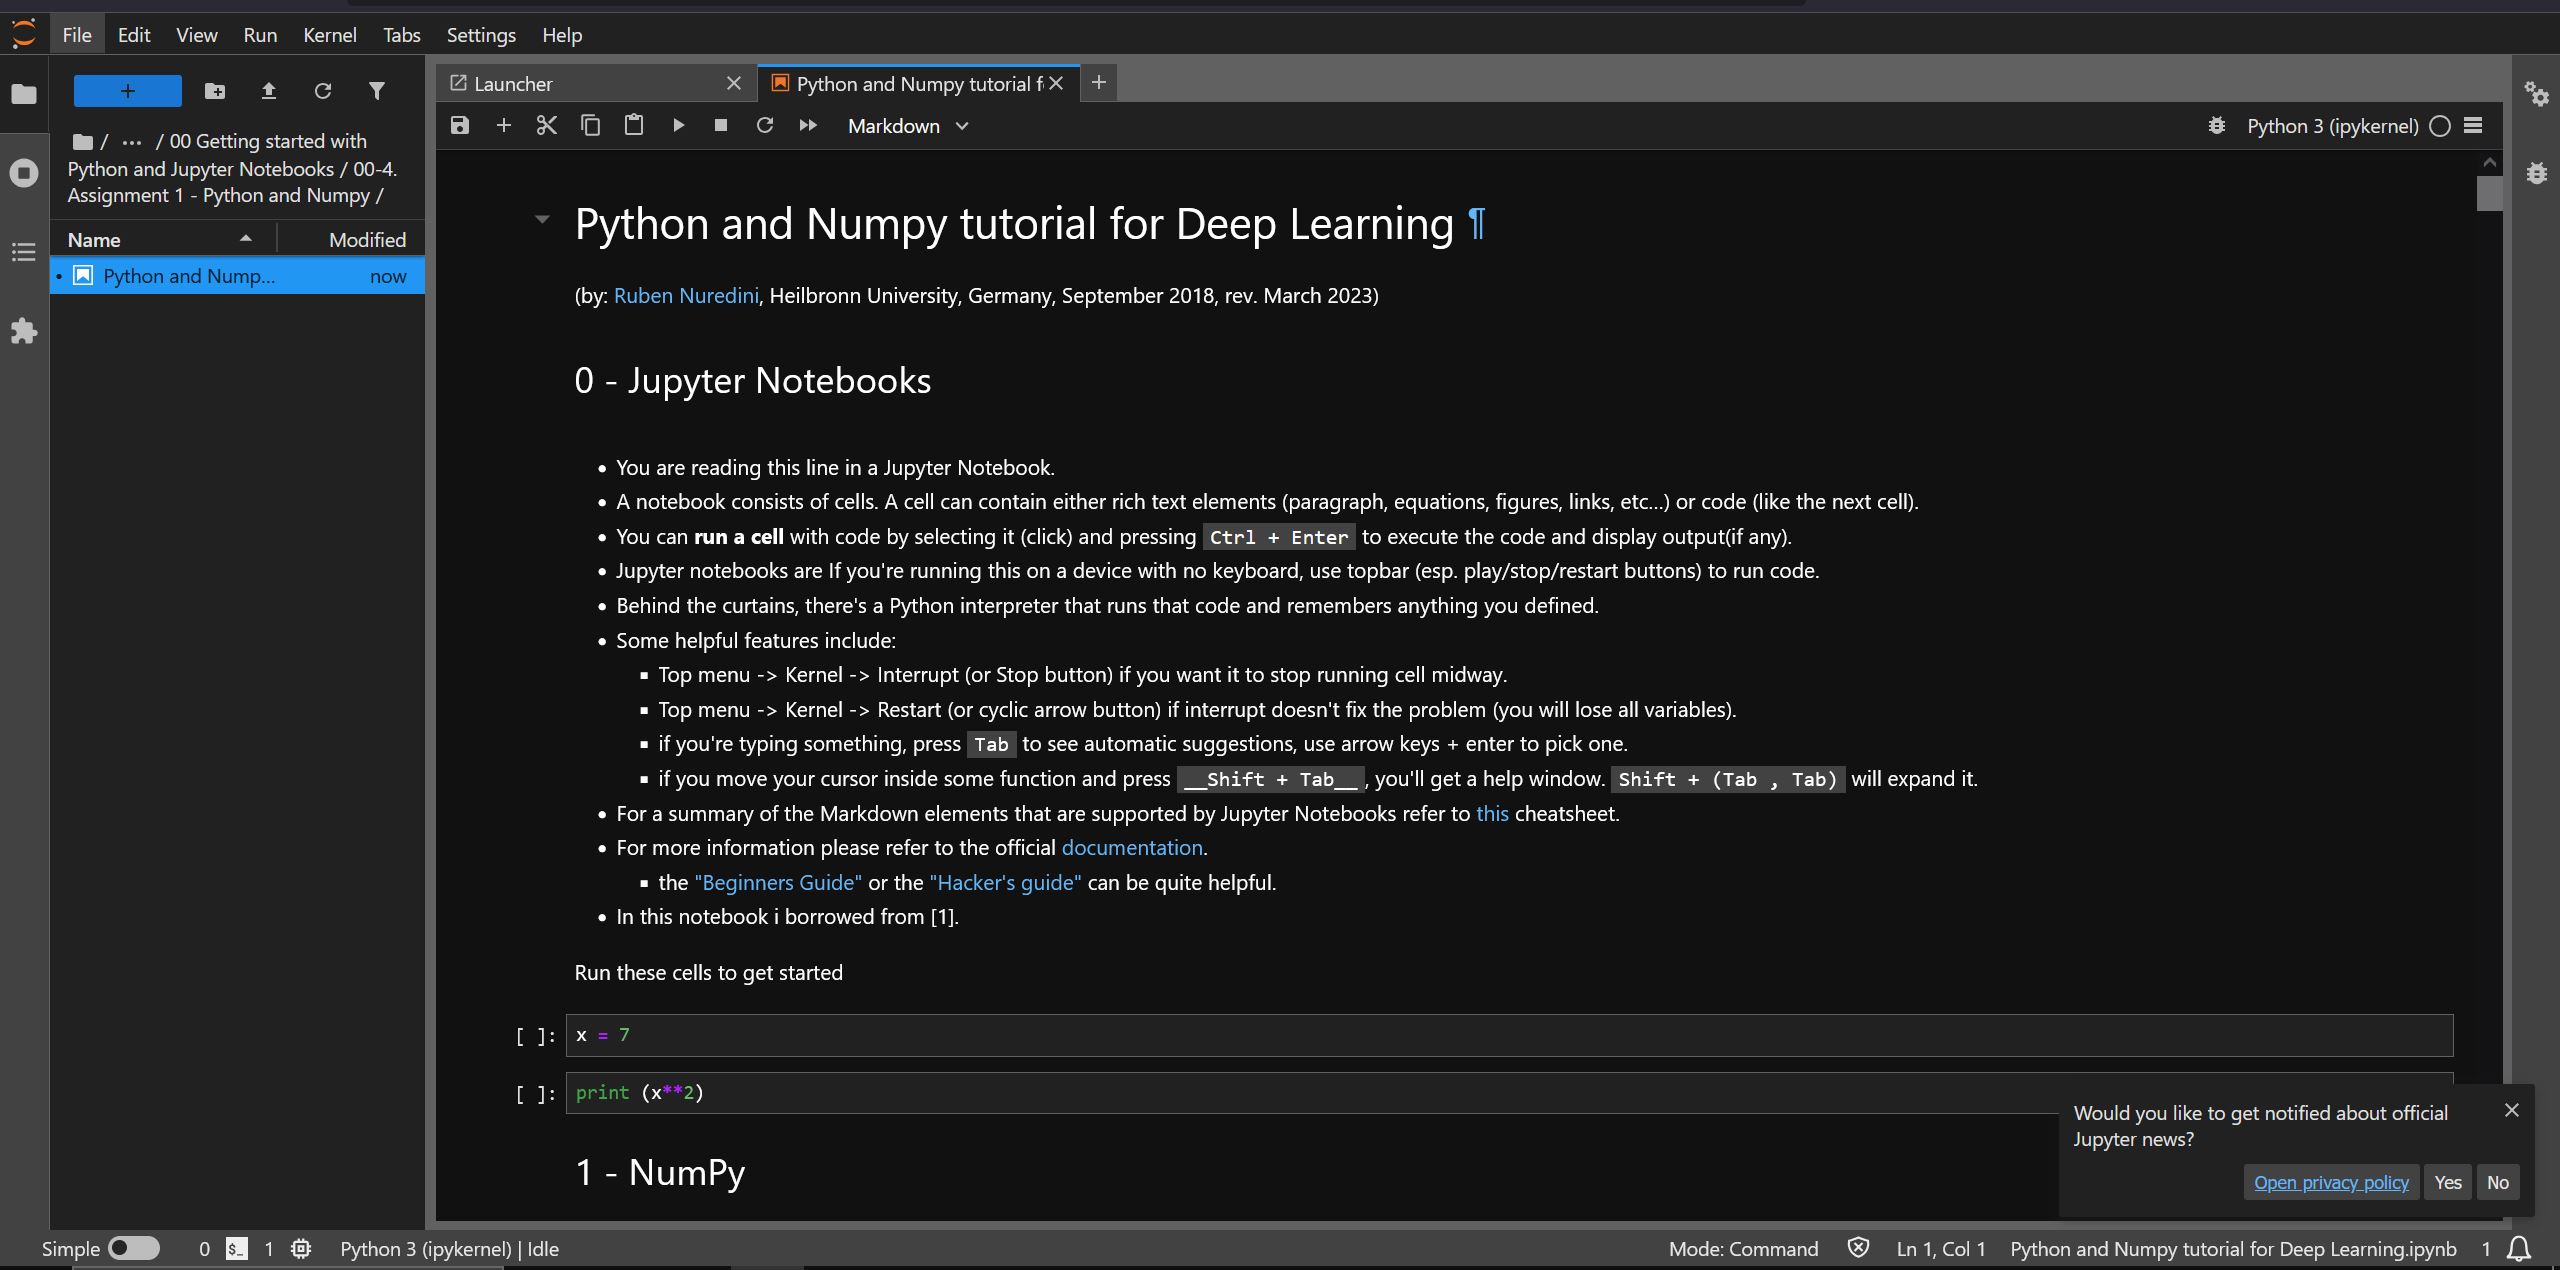 File Edit View Run Kernel Tabs Settings Help
+
/ ... / 00 Getting started with
Python and Jupyter Notebooks / 00-4.
Assignment 1 - Python and Numpy /
Name Modified
• Python and Nump... now
Launcher
Python and Numpy tutorial f
+
Markdown
Python 3 (ipykernel)
Python and Numpy tutorial for Deep Learning ¶
(by: Ruben Nuredini, Heilbronn University, Germany, September 2018, rev. March 2023)
0 - Jupyter Notebooks
• You are reading this line in a Jupyter Notebook.
• A notebook consists of cells. A cell can contain either rich text elements (paragraph, equations, figures, links, etc...) or code (like the next cell).
• You can run a cell with code by selecting it (click) and pressing Ctrl + Enter to execute the code and display output(if any).
• Jupyter notebooks are If you're running this on a device with no keyboard, use topbar (esp. play/stop/restart buttons) to run code.
• Behind the curtains, there's a Python interpreter that runs that code and remembers anything you defined.
• Some helpful features include:
▪ Top menu -> Kernel -> Interrupt (or Stop button) if you want it to stop running cell midway.
▪ Top menu -> Kernel -> Restart (or cyclic arrow button) if interrupt doesn't fix the problem (you will lose all variables).
▪ if you're typing something, press Tab to see automatic suggestions, use arrow keys + enter to pick one.
▪ if you move your cursor inside some function and press __Shift + Tab__, you'll get a help window. Shift + (Tab , Tab) will expand it.
• For a summary of the Markdown elements that are supported by Jupyter Notebooks refer to this cheatsheet.
• For more information please refer to the official documentation.
▪ the "Beginners Guide" or the "Hacker's guide" can be quite helpful.
• In this notebook i borrowed from [1].
Run these cells to get started
[ ]: x = 7
[ ]: print (x**2)
1 - NumPy
Would you like to get notified about official
Jupyter news?
Open privacy policy Yes No
Simple 0 $_ 1 Python 3 (ipykernel) | Idle
Mode: Command Ln 1, Col 1 Python and Numpy tutorial for Deep Learning.ipynb 1